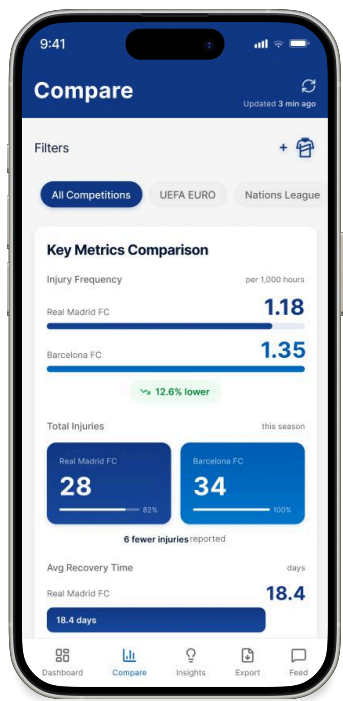 9:41
Compare
Updated 3 min ago
Filters
+
All Competitions
UEFA EURO
Nations League
Key Metrics Comparison
Injury Frequency
per 1,000 hours
Real Madrid FC
1.18
Barcelona FC
1.35
12.6% lower
Total Injuries
this season
Real Madrid FC
28
82%
Barcelona FC
34
100%
6 fewer injuries reported
Avg Recovery Time
days
Real Madrid FC
18.4
18.4 days
Dashboard
Compare
Insights
Export
Feed